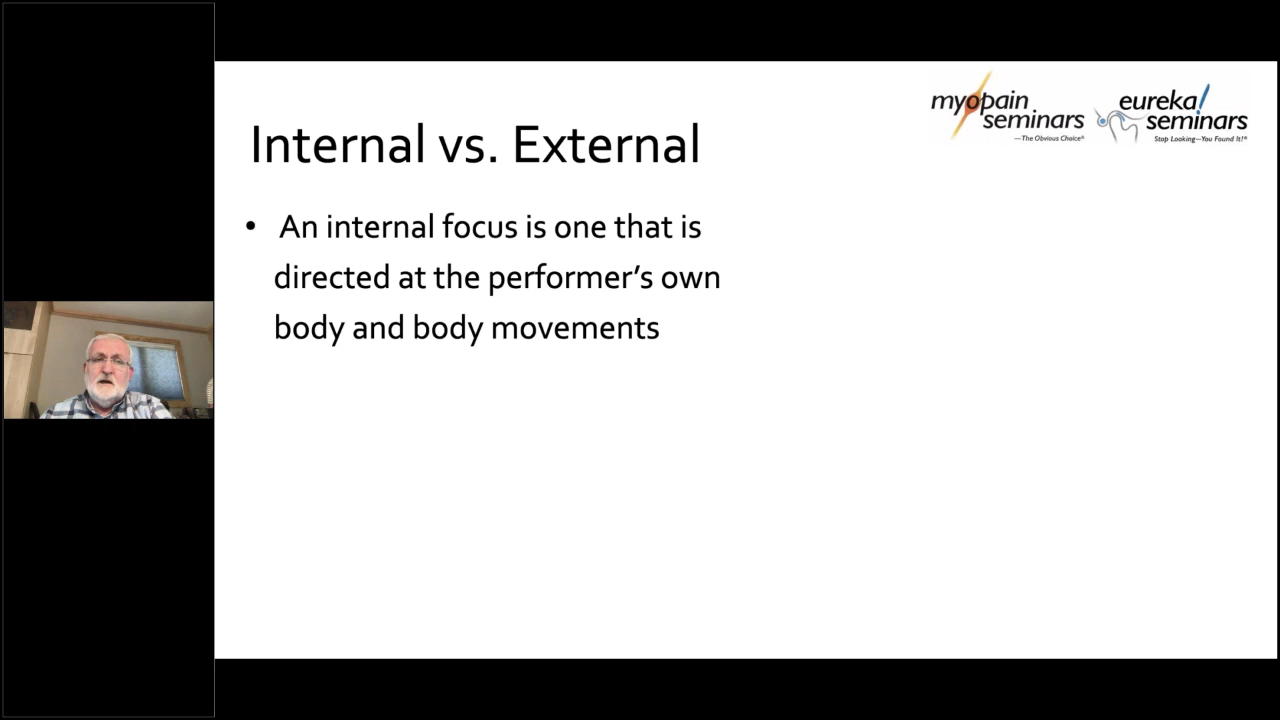 myopain
seminars
—The Obvious Choice®
eureka!
seminars
Stop Looking—You Found It!®
Internal vs. External
• An internal focus is one that is
directed at the performer’s own
body and body movements